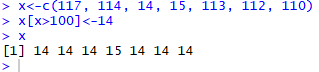 > x<-c(117, 114, 14, 15, 113, 112, 110)
> x[x>100]<-14
> x
[1] 14 14 14 15 14 14 14
>